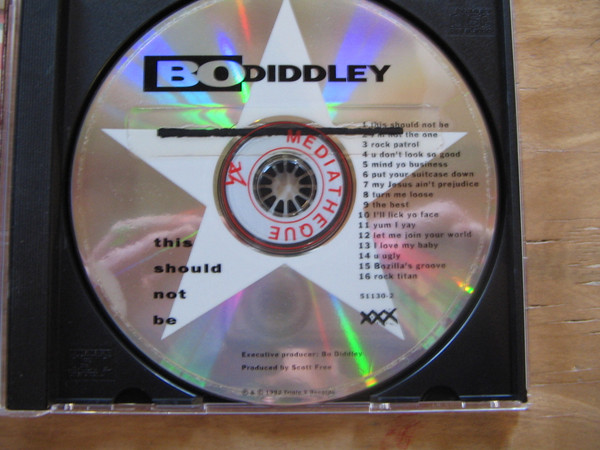 BO DIDDLEY
MEDIATHEQUE
1 this should not be
2 I'm not the one
3 rock patrol
4 u don't look so good
5 mind yo business
6 put your suitcase down
7 my Jesus ain't prejudice
8 turn me loose
9 the best
10 I'll lick yo face
11 yum I yay
12 let me join your world
13 I love my baby
14 u ugly
15 Bozilla's groove
16 rock titan
51130-2
XXX
this
should
not
be
Executive producer: Bo Diddley
Produced by Scott Free